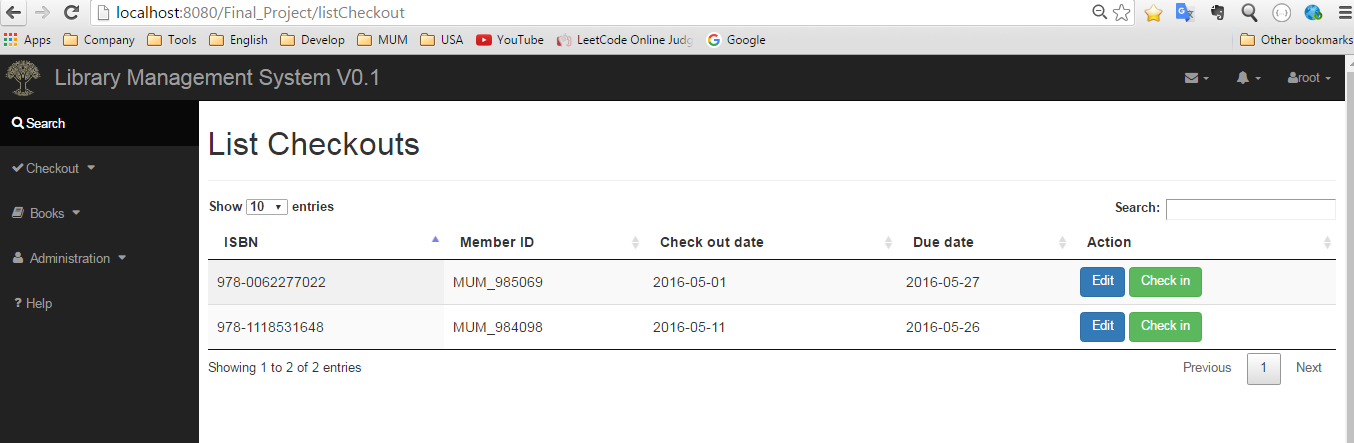 localhost:8080/Final_Project/listCheckout
Apps Company Tools English Develop MUM USA YouTube LeetCode Online Judg Google Other bookmarks
Library Management System V0.1 root
Search
Checkout
Books
Administration
? Help
List Checkouts
Show 10 entries Search:
ISBN Member ID Check out date Due date Action
978-0062277022 MUM_985069 2016-05-01 2016-05-27 Edit Check in
978-1118531648 MUM_984098 2016-05-11 2016-05-26 Edit Check in
Showing 1 to 2 of 2 entries Previous 1 Next